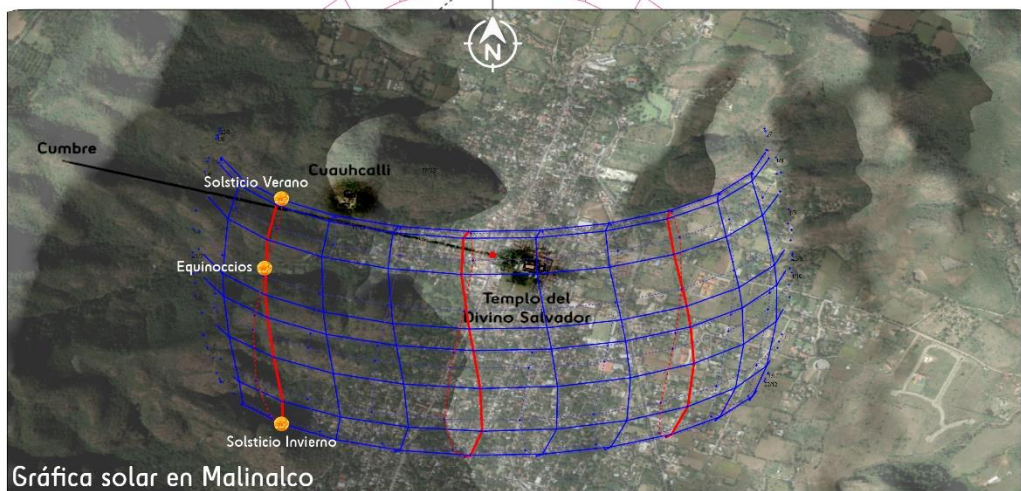 N
Cumbre
Cuauhcalli
Solsticio Verano
Equinoccios
Templo del
Divino Salvador
Solsticio Invierno
Gráfica solar en Malinalco